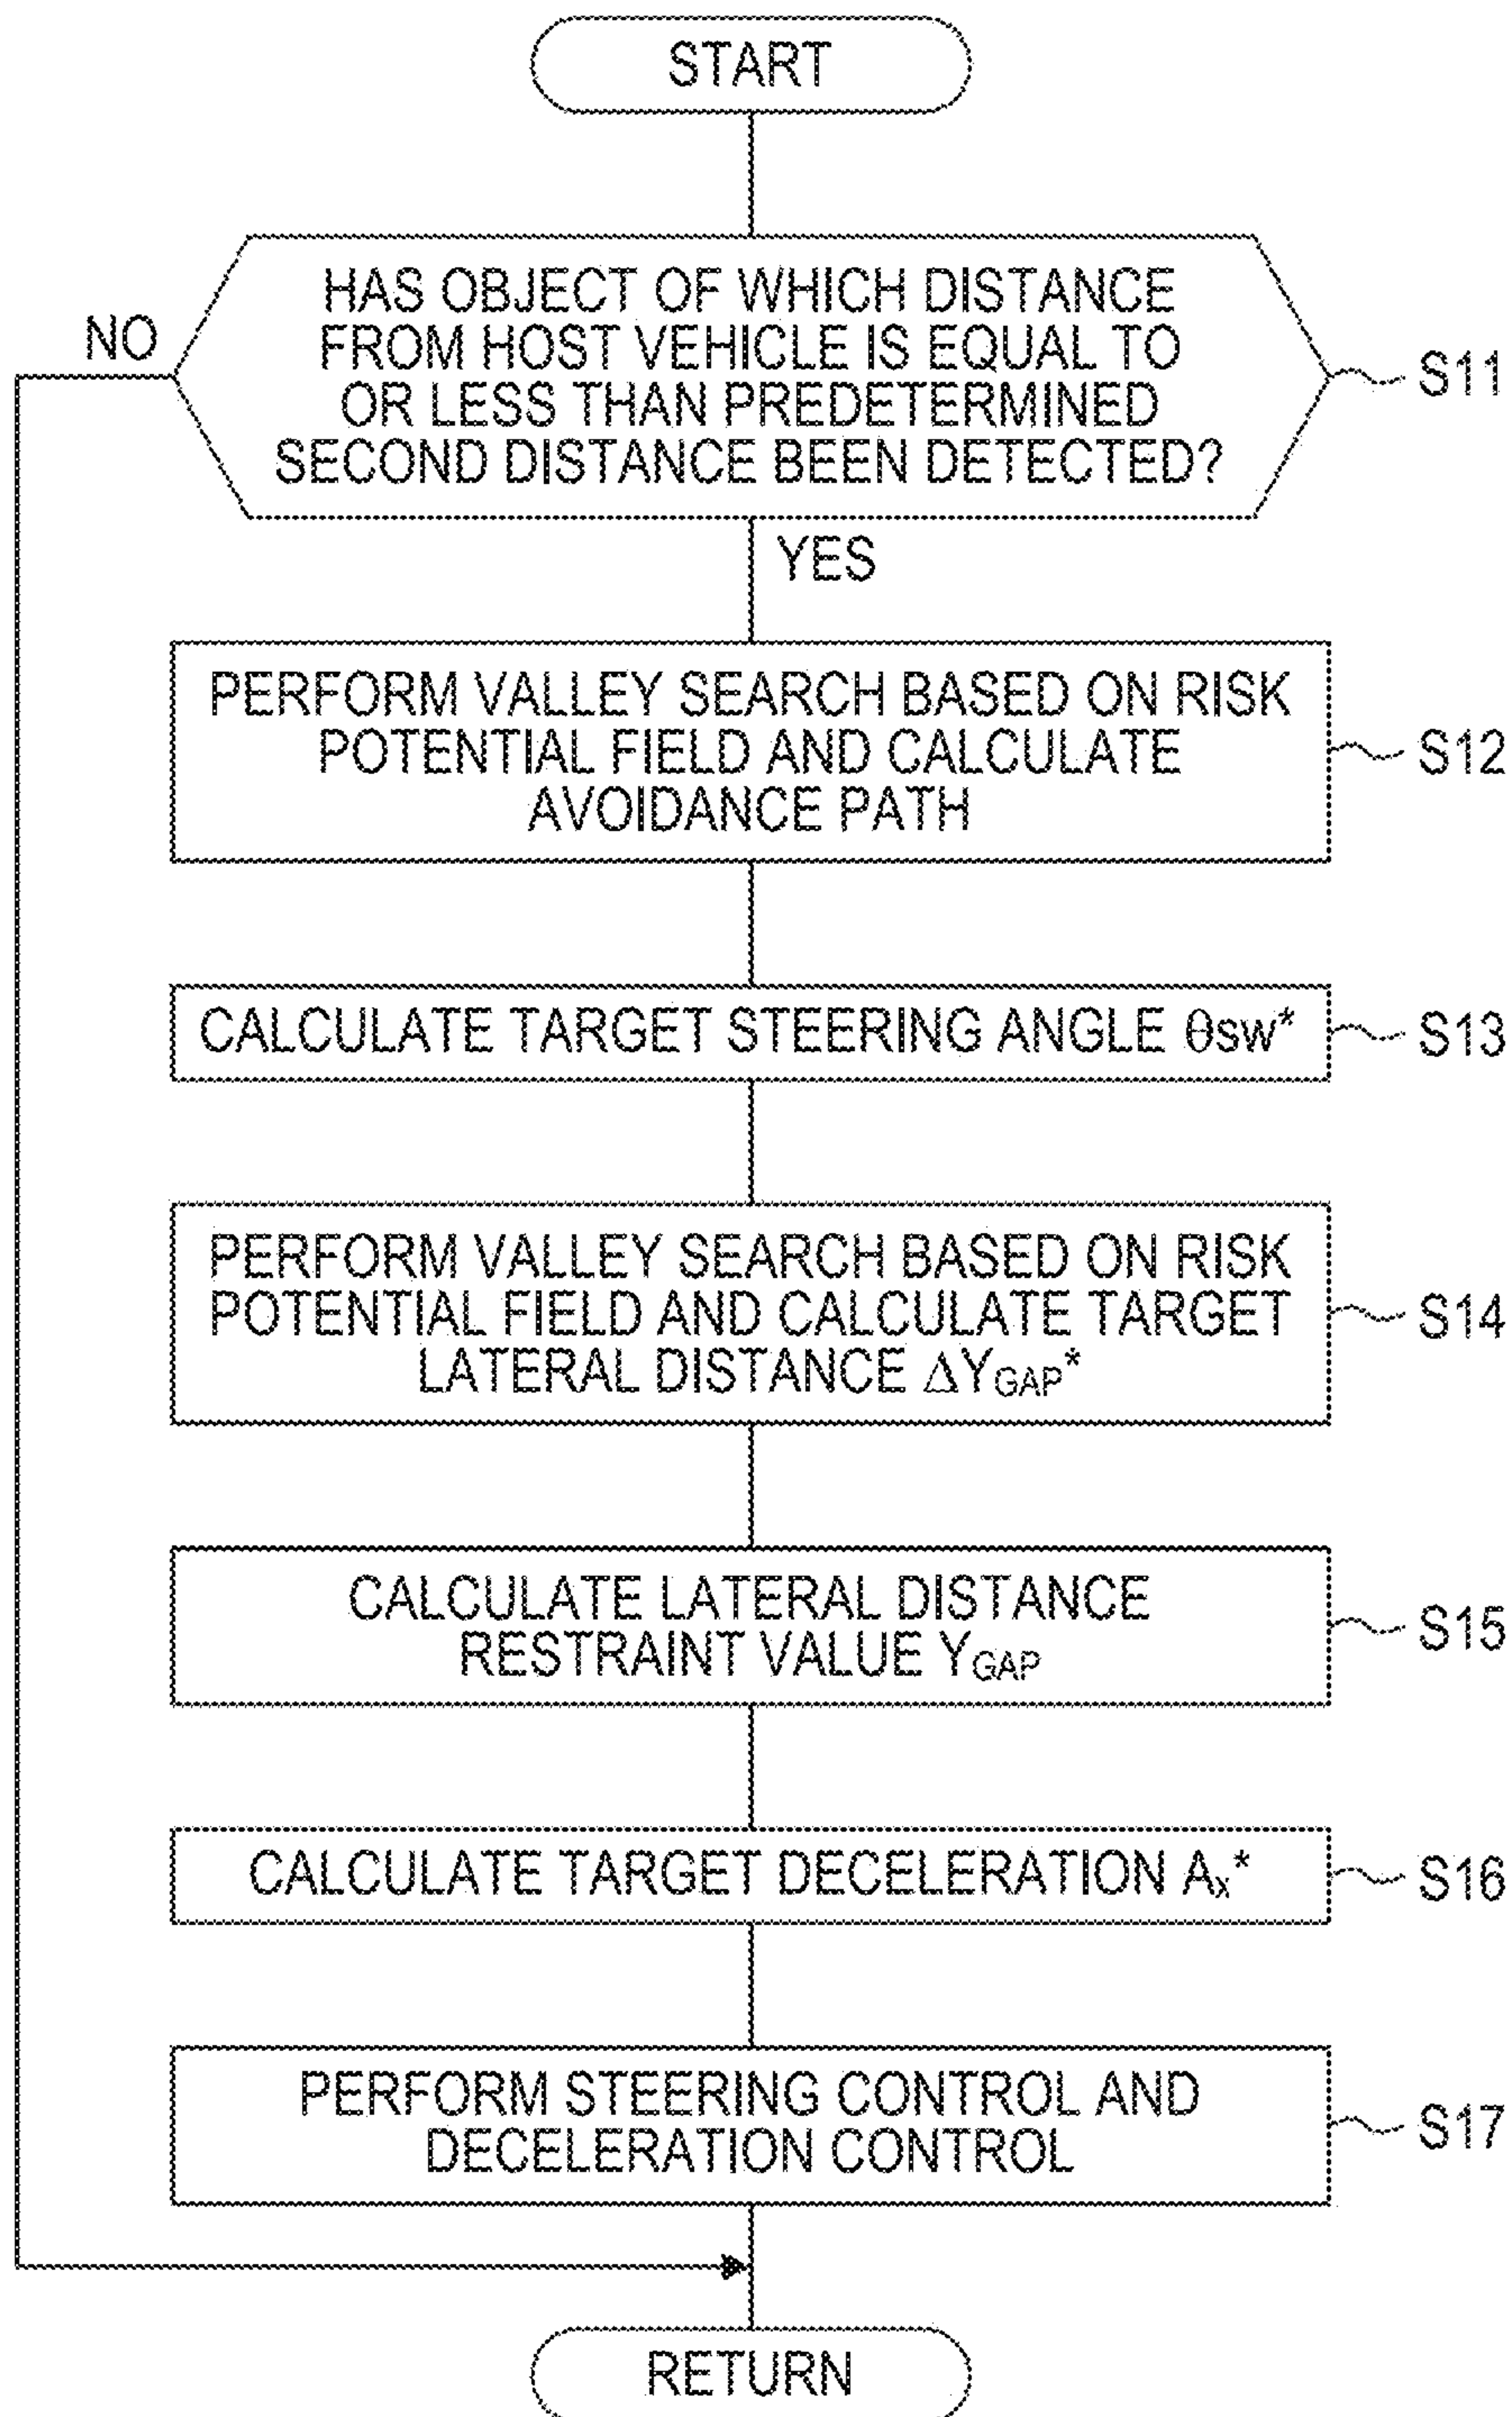 START
HAS OBJECT OF WHICH DISTANCE
FROM HOST VEHICLE IS EQUAL TO
OR LESS THAN PREDETERMINED
SECOND DISTANCE BEEN DETECTED?
NO
S11
YES
PERFORM VALLEY SEARCH BASED ON RISK
POTENTIAL FIELD AND CALCULATE
AVOIDANCE PATH
S12
CALCULATE TARGET STEERING ANGLE θsw*
S13
PERFORM VALLEY SEARCH BASED ON RISK
POTENTIAL FIELD AND CALCULATE TARGET
LATERAL DISTANCE ΔYGAP*
S14
CALCULATE LATERAL DISTANCE
RESTRAINT VALUE YGAP
S15
CALCULATE TARGET DECELERATION Ax*
S16
PERFORM STEERING CONTROL AND
DECELERATION CONTROL
S17
RETURN